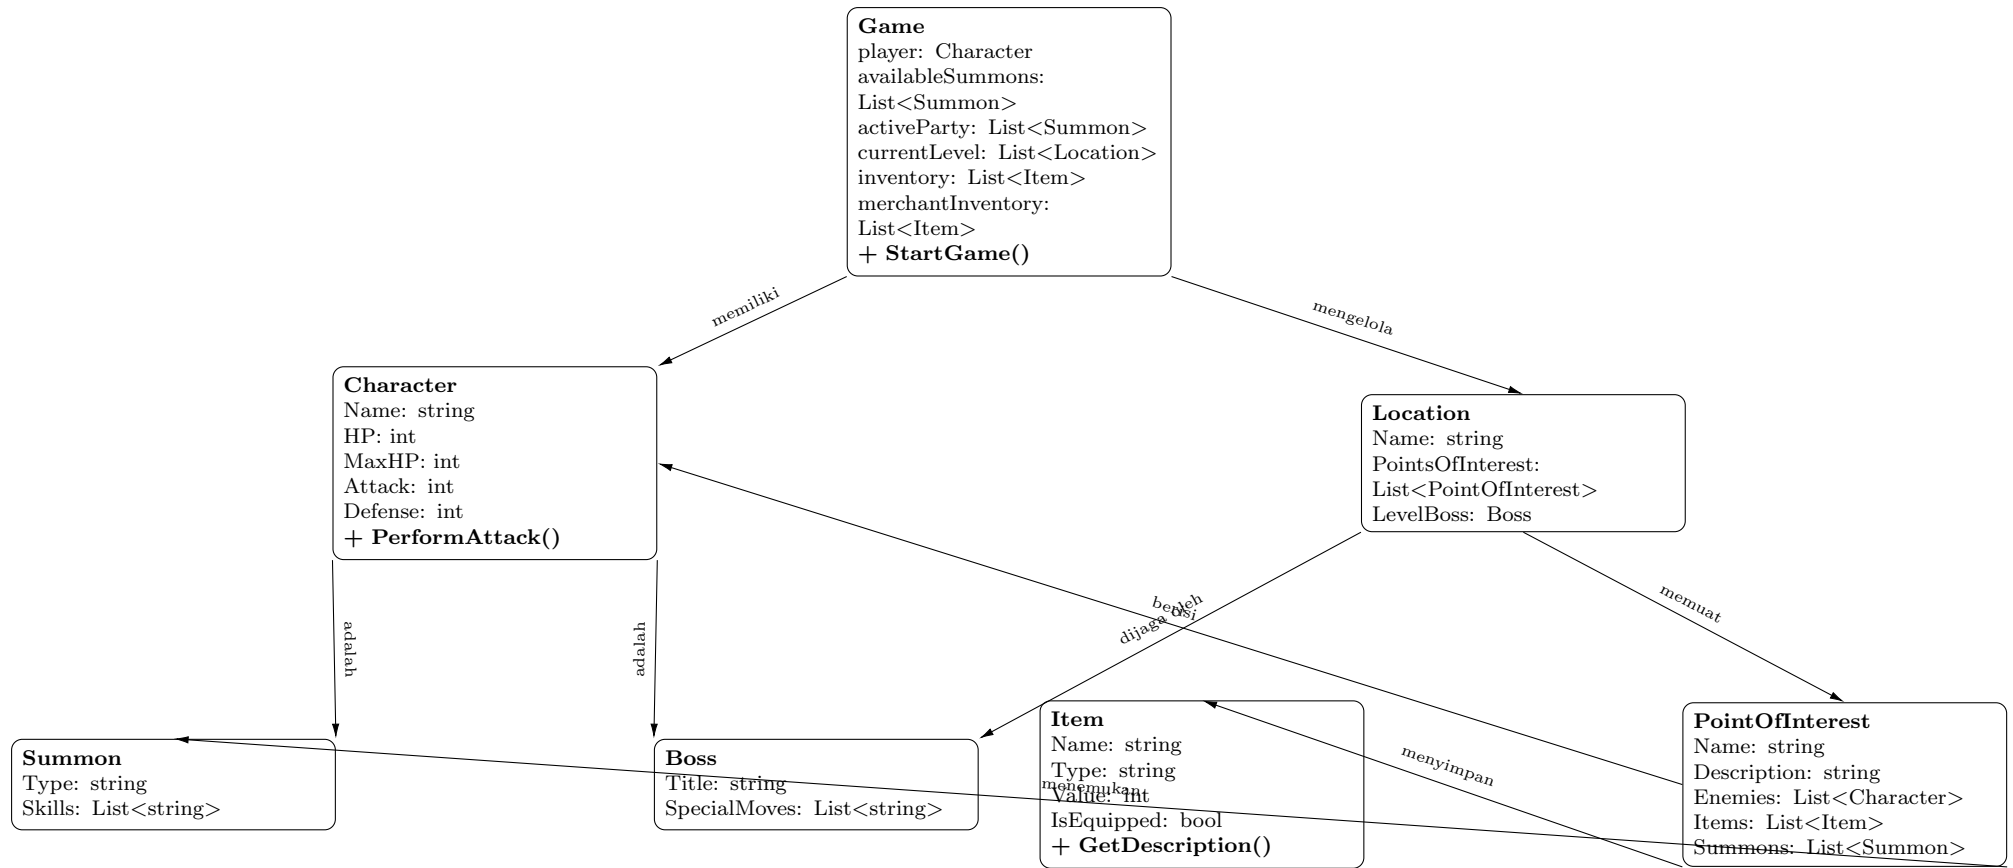 Game
player: Character
availableSummons:
List<Summon>
activeParty: List<Summon>
currentLevel: List<Location>
inventory: List<Item>
merchantInventory:
List<Item>
+ StartGame()
memiliki
mengelola
Character
Name: string
HP: int
MaxHP: int
Attack: int
Defense: int
+ PerformAttack()
Location
Name: string
PointsOfInterest:
List<PointOfInterest>
LevelBoss: Boss
adalah
adalah
dijaga oleh
berisi
memuat
Summon
Type: string
Skills: List<string>
Boss
Title: string
SpecialMoves: List<string>
Item
Name: string
Type: string
Value: int
IsEquipped: bool
+ GetDescription()
menemukan
menyimpan
PointOfInterest
Name: string
Description: string
Enemies: List<Character>
Items: List<Item>
Summons: List<Summon>